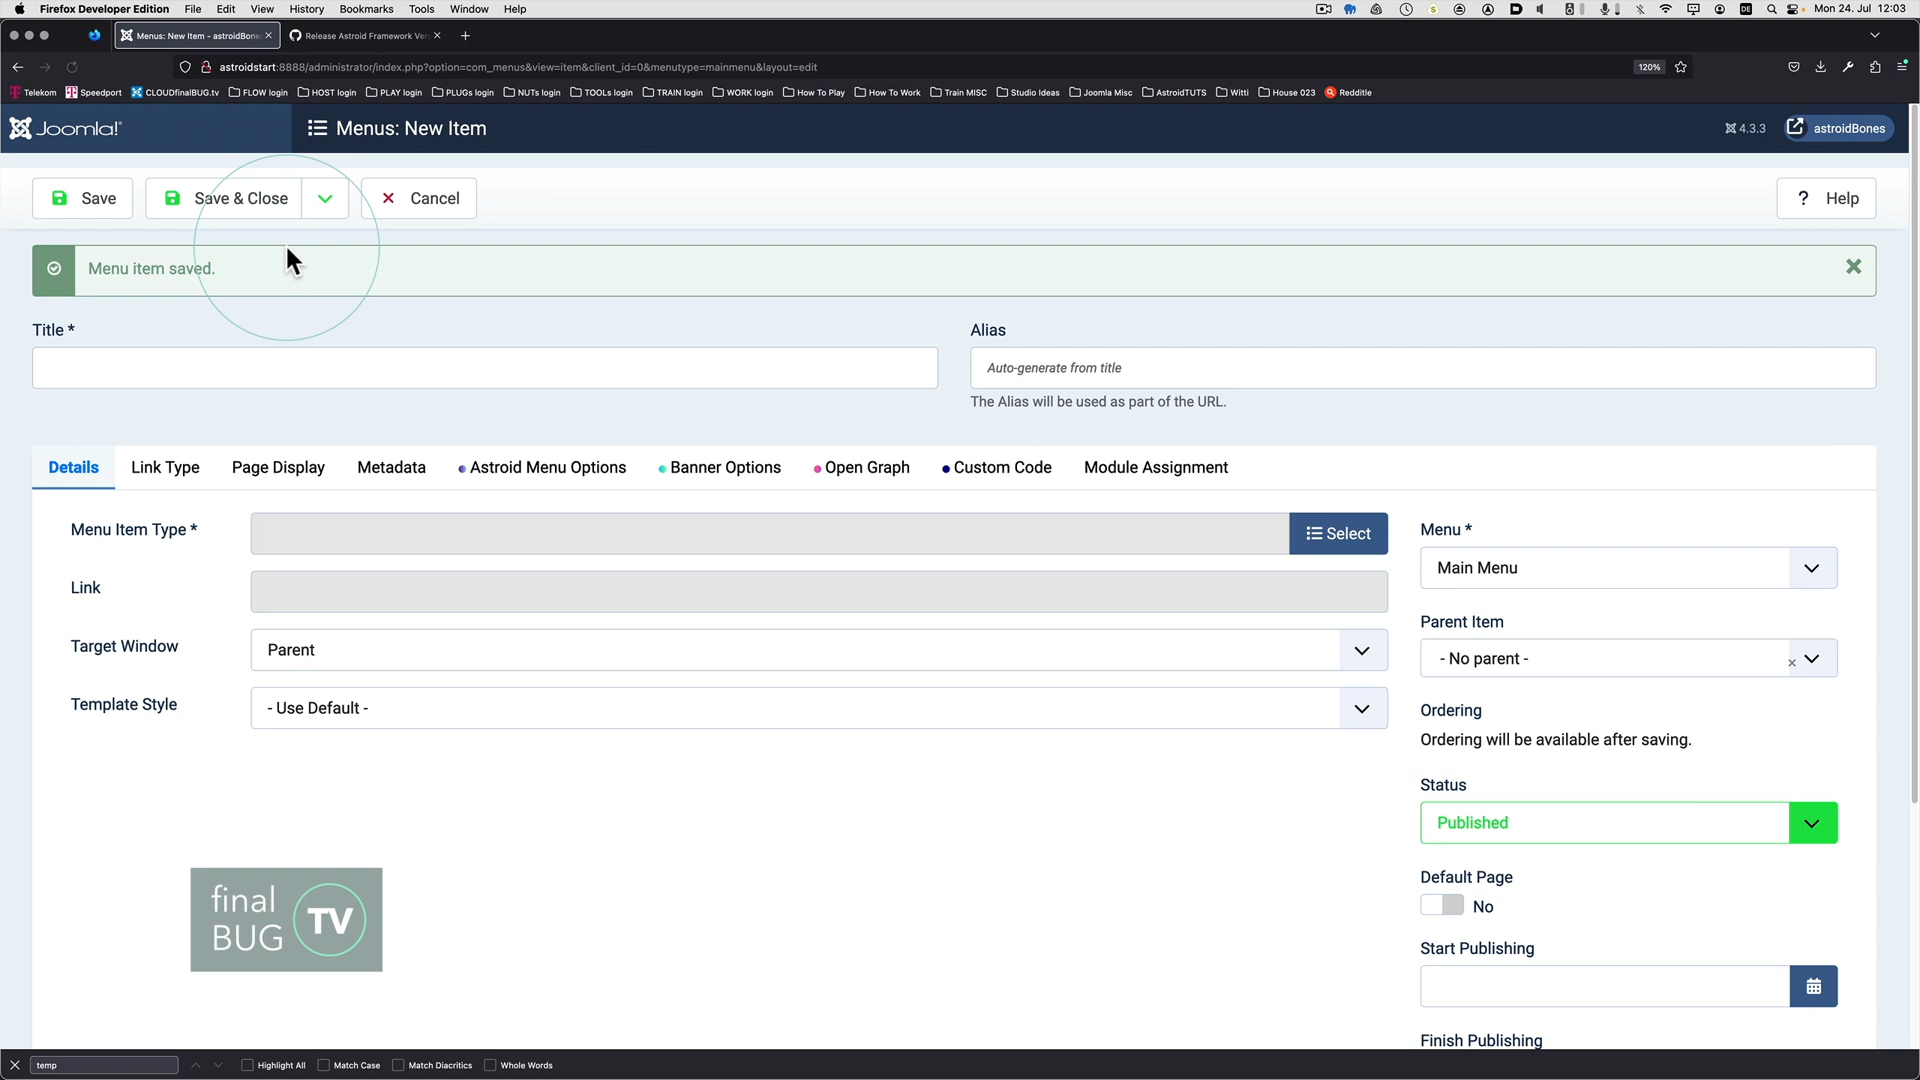 Firefox Developer Edition File Edit View History Bookmarks Tools Window Help
Mon 24. Jul 12:03
Menus: New Item - astroidBone
Release Astroid Framework Ver
astroidstart:8888/administrator/index.php?option=com_menus&view=item&client_id=0&menutype=mainmenu&layout=edit
120%
Telekom Speedport CLOUDfinalBUG.tv FLOW login HOST login PLAY login PLUGs login NUTs login TOOLs login TRAIN login WORK login How To Play How To Work Train MISC Studio Ideas Joomla Misc AstroidTUTS Witti House 023 Redditle
Joomla!
Menus: New Item
4.3.3
astroidBones
Save
Save & Close
Cancel
? Help
Menu item saved.
Title *
Alias
Auto-generate from title
The Alias will be used as part of the URL.
Details Link Type Page Display Metadata Astroid Menu Options Banner Options Open Graph Custom Code Module Assignment
Menu Item Type *
Select
Link
Target Window
Parent
Template Style
- Use Default -
Menu *
Main Menu
Parent Item
- No parent -
Ordering
Ordering will be available after saving.
Status
Published
Default Page
No
Start Publishing
Finish Publishing
final
BUG
TV
temp
Highlight All
Match Case
Match Diacritics
Whole Words